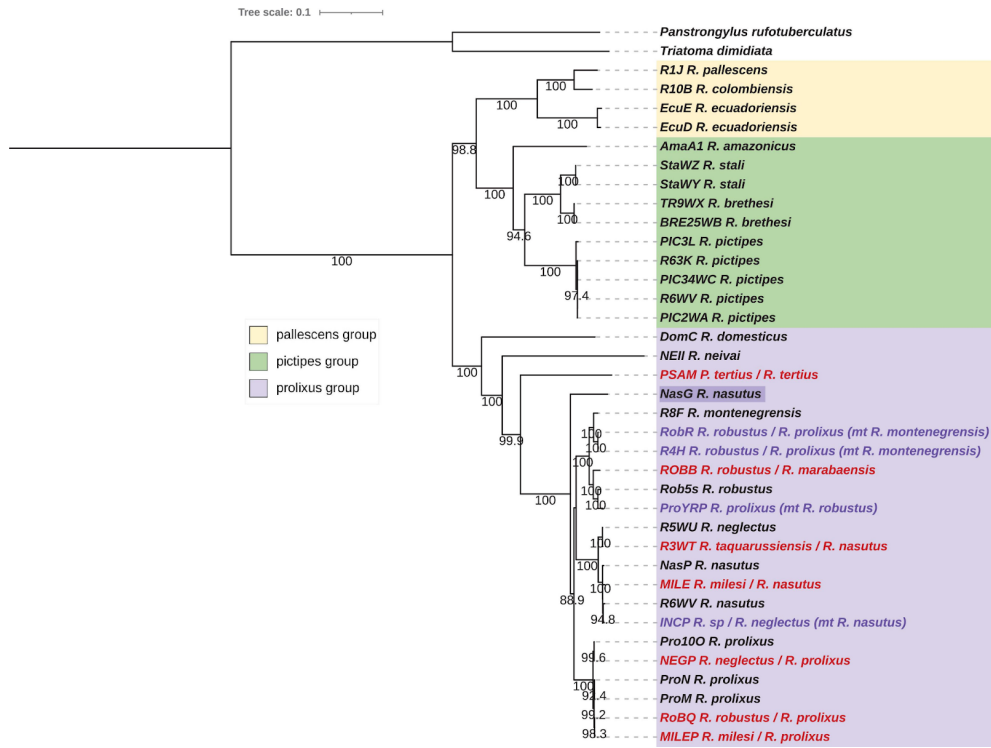 Tree scale: 0.1
Panstrongylus rufotuberculatus
Triatoma dimidiata
R1J R. pallescens
100
R10B R. colombiensis
100
EcuE R. ecuadoriensis
100
EcuD R. ecuadoriensis
98.8
AmaA1 R. amazonicus
StaWZ R. stali
100
StaWY R. stali
100
100
TR9WX R. brethesi
100
BRE25WB R. brethesi
94.6
PIC3L R. pictipes
100
R63K R. pictipes
100
PIC34WC R. pictipes
97.4
R6WV R. pictipes
PIC2WA R. pictipes
pallescens group
pictipes group
prolixus group
DomC R. domesticus
NEII R. neivai
100
PSAM P. tertius / R. tertius
NasG R. nasutus
100
R8F R. montenegrensis
100
RobR R. robustus / R. prolixus (mt R. montenegrensis)
99.9
100
R4H R. robustus / R. prolixus (mt R. montenegrensis)
100
ROBB R. robustus / R. marabaensis
100
Rob5s R. robustus
100
100
ProYRP R. prolixus (mt R. robustus)
R5WU R. neglectus
100
R3WT R. taquarussiensis / R. nasutus
100
NasP R. nasutus
100
MILE R. milesi / R. nasutus
88.9
R6WV R. nasutus
94.8
INCP R. sp / R. neglectus (mt R. nasutus)
Pro10O R. prolixus
99.6
NEGP R. neglectus / R. prolixus
100
ProN R. prolixus
92.4
ProM R. prolixus
99.2
RoBQ R. robustus / R. prolixus
98.3
MILEP R. milesi / R. prolixus